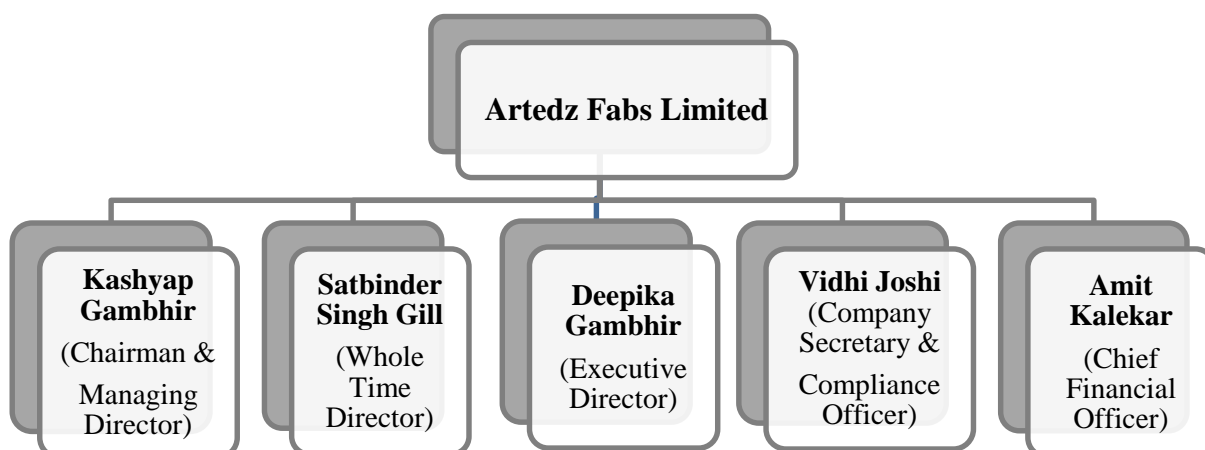 Artedz Fabs Limited
Kashyap
Gambhir
(Chairman &
Managing
Director)
Satbinder
Singh Gill
(Whole
Time
Director)
Deepika
Gambhir
(Executive
Director)
Vidhi Joshi
(Company
Secretary &
Compliance
Officer)
Amit
Kalekar
(Chief
Financial
Officer)